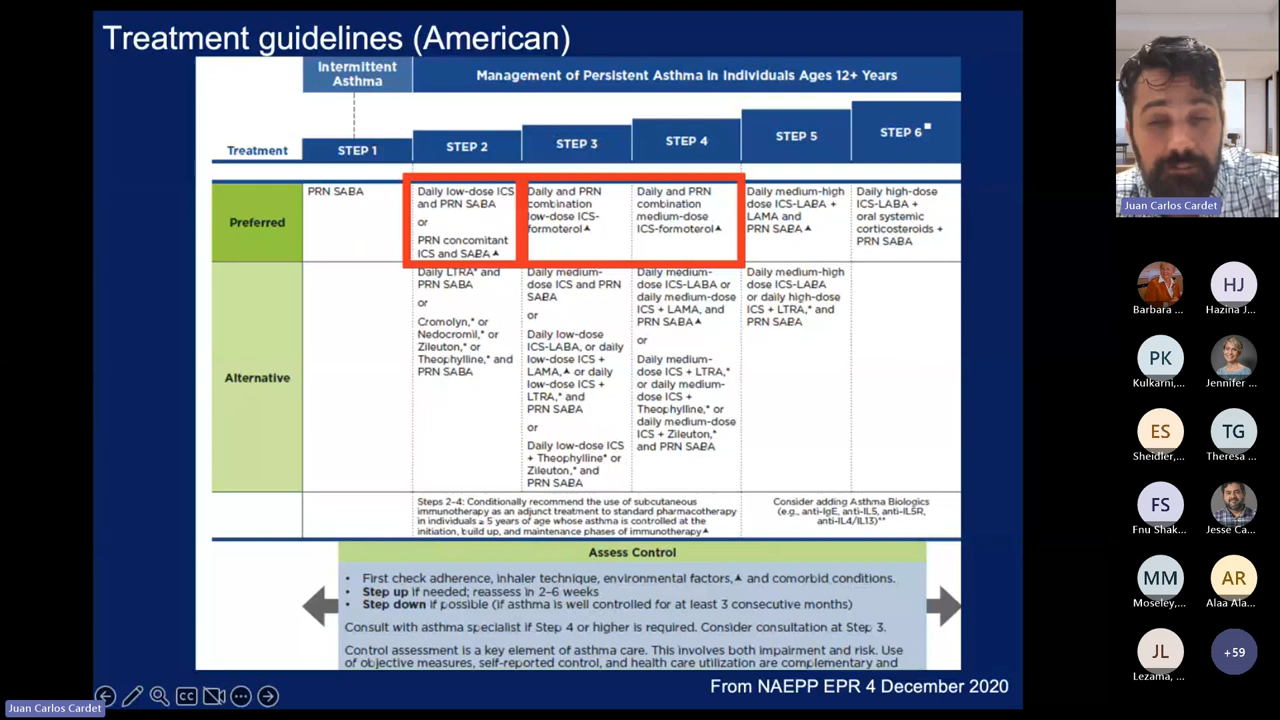 Treatment guidelines (American)
Intermittent
Asthma
Management of Persistent Asthma in Individuals Ages 12+ Years
Treatment
STEP 1
STEP 2
STEP 3
STEP 4
STEP 5
STEP 6■
Preferred
PRN SABA
Daily low-dose ICS
and PRN SABA
or
PRN concomitant
ICS and SABA▲
Daily and PRN
combination
low-dose ICS-
formoterol▲
Daily and PRN
combination
medium-dose
ICS-formoterol▲
Daily medium-high
dose ICS-LABA +
LAMA and
PRN SABA▲
Daily high-dose
ICS-LABA +
oral systemic
corticosteroids +
PRN SABA
Alternative
Daily LTRA* and
PRN SABA
or
Cromolyn,* or
Nedocromil,* or
Zileuton,* or
Theophylline,* and
PRN SABA
Daily medium-
dose ICS and PRN
SABA
or
Daily low-dose
ICS-LABA, or daily
low-dose ICS +
LAMA,▲ or daily
low-dose ICS +
LTRA,* and
PRN SABA
or
Daily low-dose ICS
+ Theophylline* or
Zileuton,* and
PRN SABA
Daily medium-
dose ICS-LABA or
daily medium-dose
ICS + LAMA, and
PRN SABA▲
or
Daily medium-
dose ICS + LTRA,*
or daily medium-
dose ICS +
Theophylline,* or
daily medium-dose
ICS + Zileuton,*
and PRN SABA
Daily medium-high
dose ICS-LABA
or daily high-dose
ICS + LTRA,* and
PRN SABA
Steps 2–4: Conditionally recommend the use of subcutaneous
immunotherapy as an adjunct treatment to standard pharmacotherapy
in individuals ≥ 5 years of age whose asthma is controlled at the
initiation, build up, and maintenance phases of immunotherapy▲
Consider adding Asthma Biologics
(e.g., anti-IgE, anti-IL5, anti-IL5R,
anti-IL4/IL13)**
Assess Control
• First check adherence, inhaler technique, environmental factors,▲ and comorbid conditions.
• Step up if needed; reassess in 2–6 weeks
• Step down if possible (if asthma is well controlled for at least 3 consecutive months)
Consult with asthma specialist if Step 4 or higher is required. Consider consultation at Step 3.
Control assessment is a key element of asthma care. This involves both impairment and risk. Use
of objective measures, self-reported control, and health care utilization are complementary and
From NAEPP EPR 4 December 2020
CC
Juan Carlos Cardet
Juan Carlos Cardet
Barbara ...
HJ
Hazina J...
PK
Kulkarni,...
Jennifer ...
ES
Sheidler,...
TG
Theresa ...
FS
Fnu Shak...
Jesse Ca...
MM
Moseley,...
AR
Alaa Ala...
JL
Lezama, ...
+59